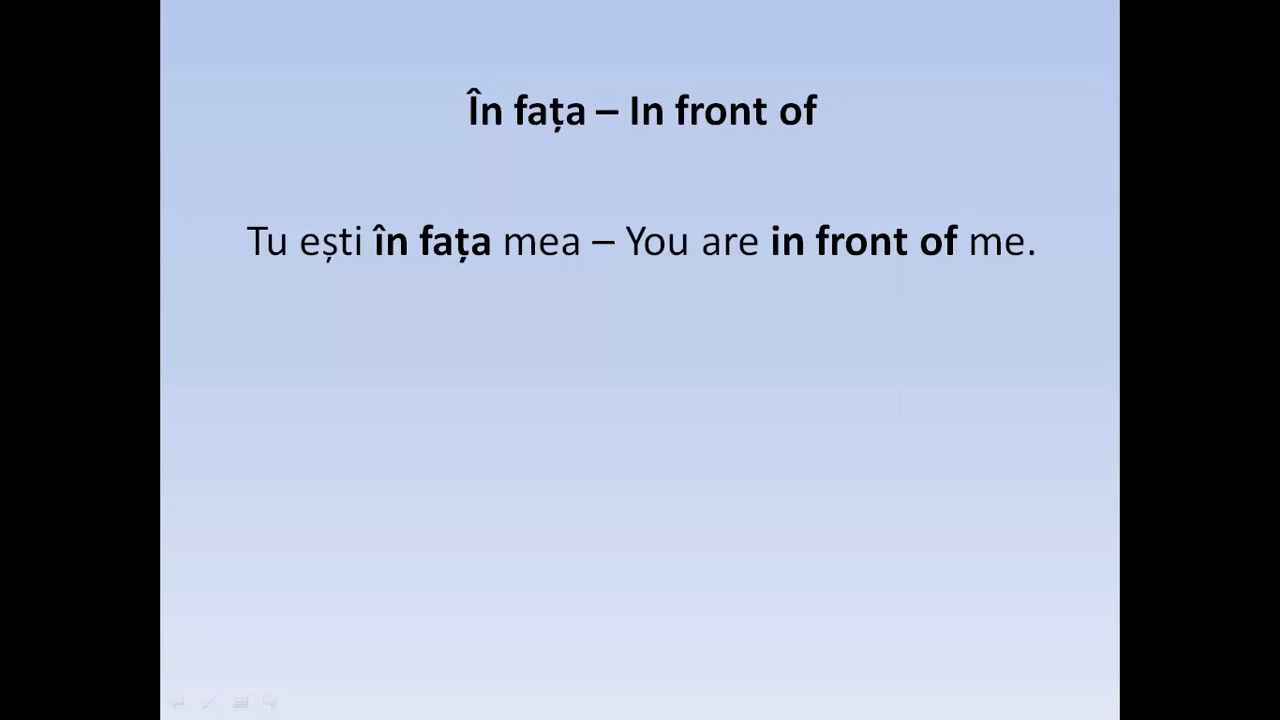 În fața – In front of
Tu ești în fața mea – You are in front of me.